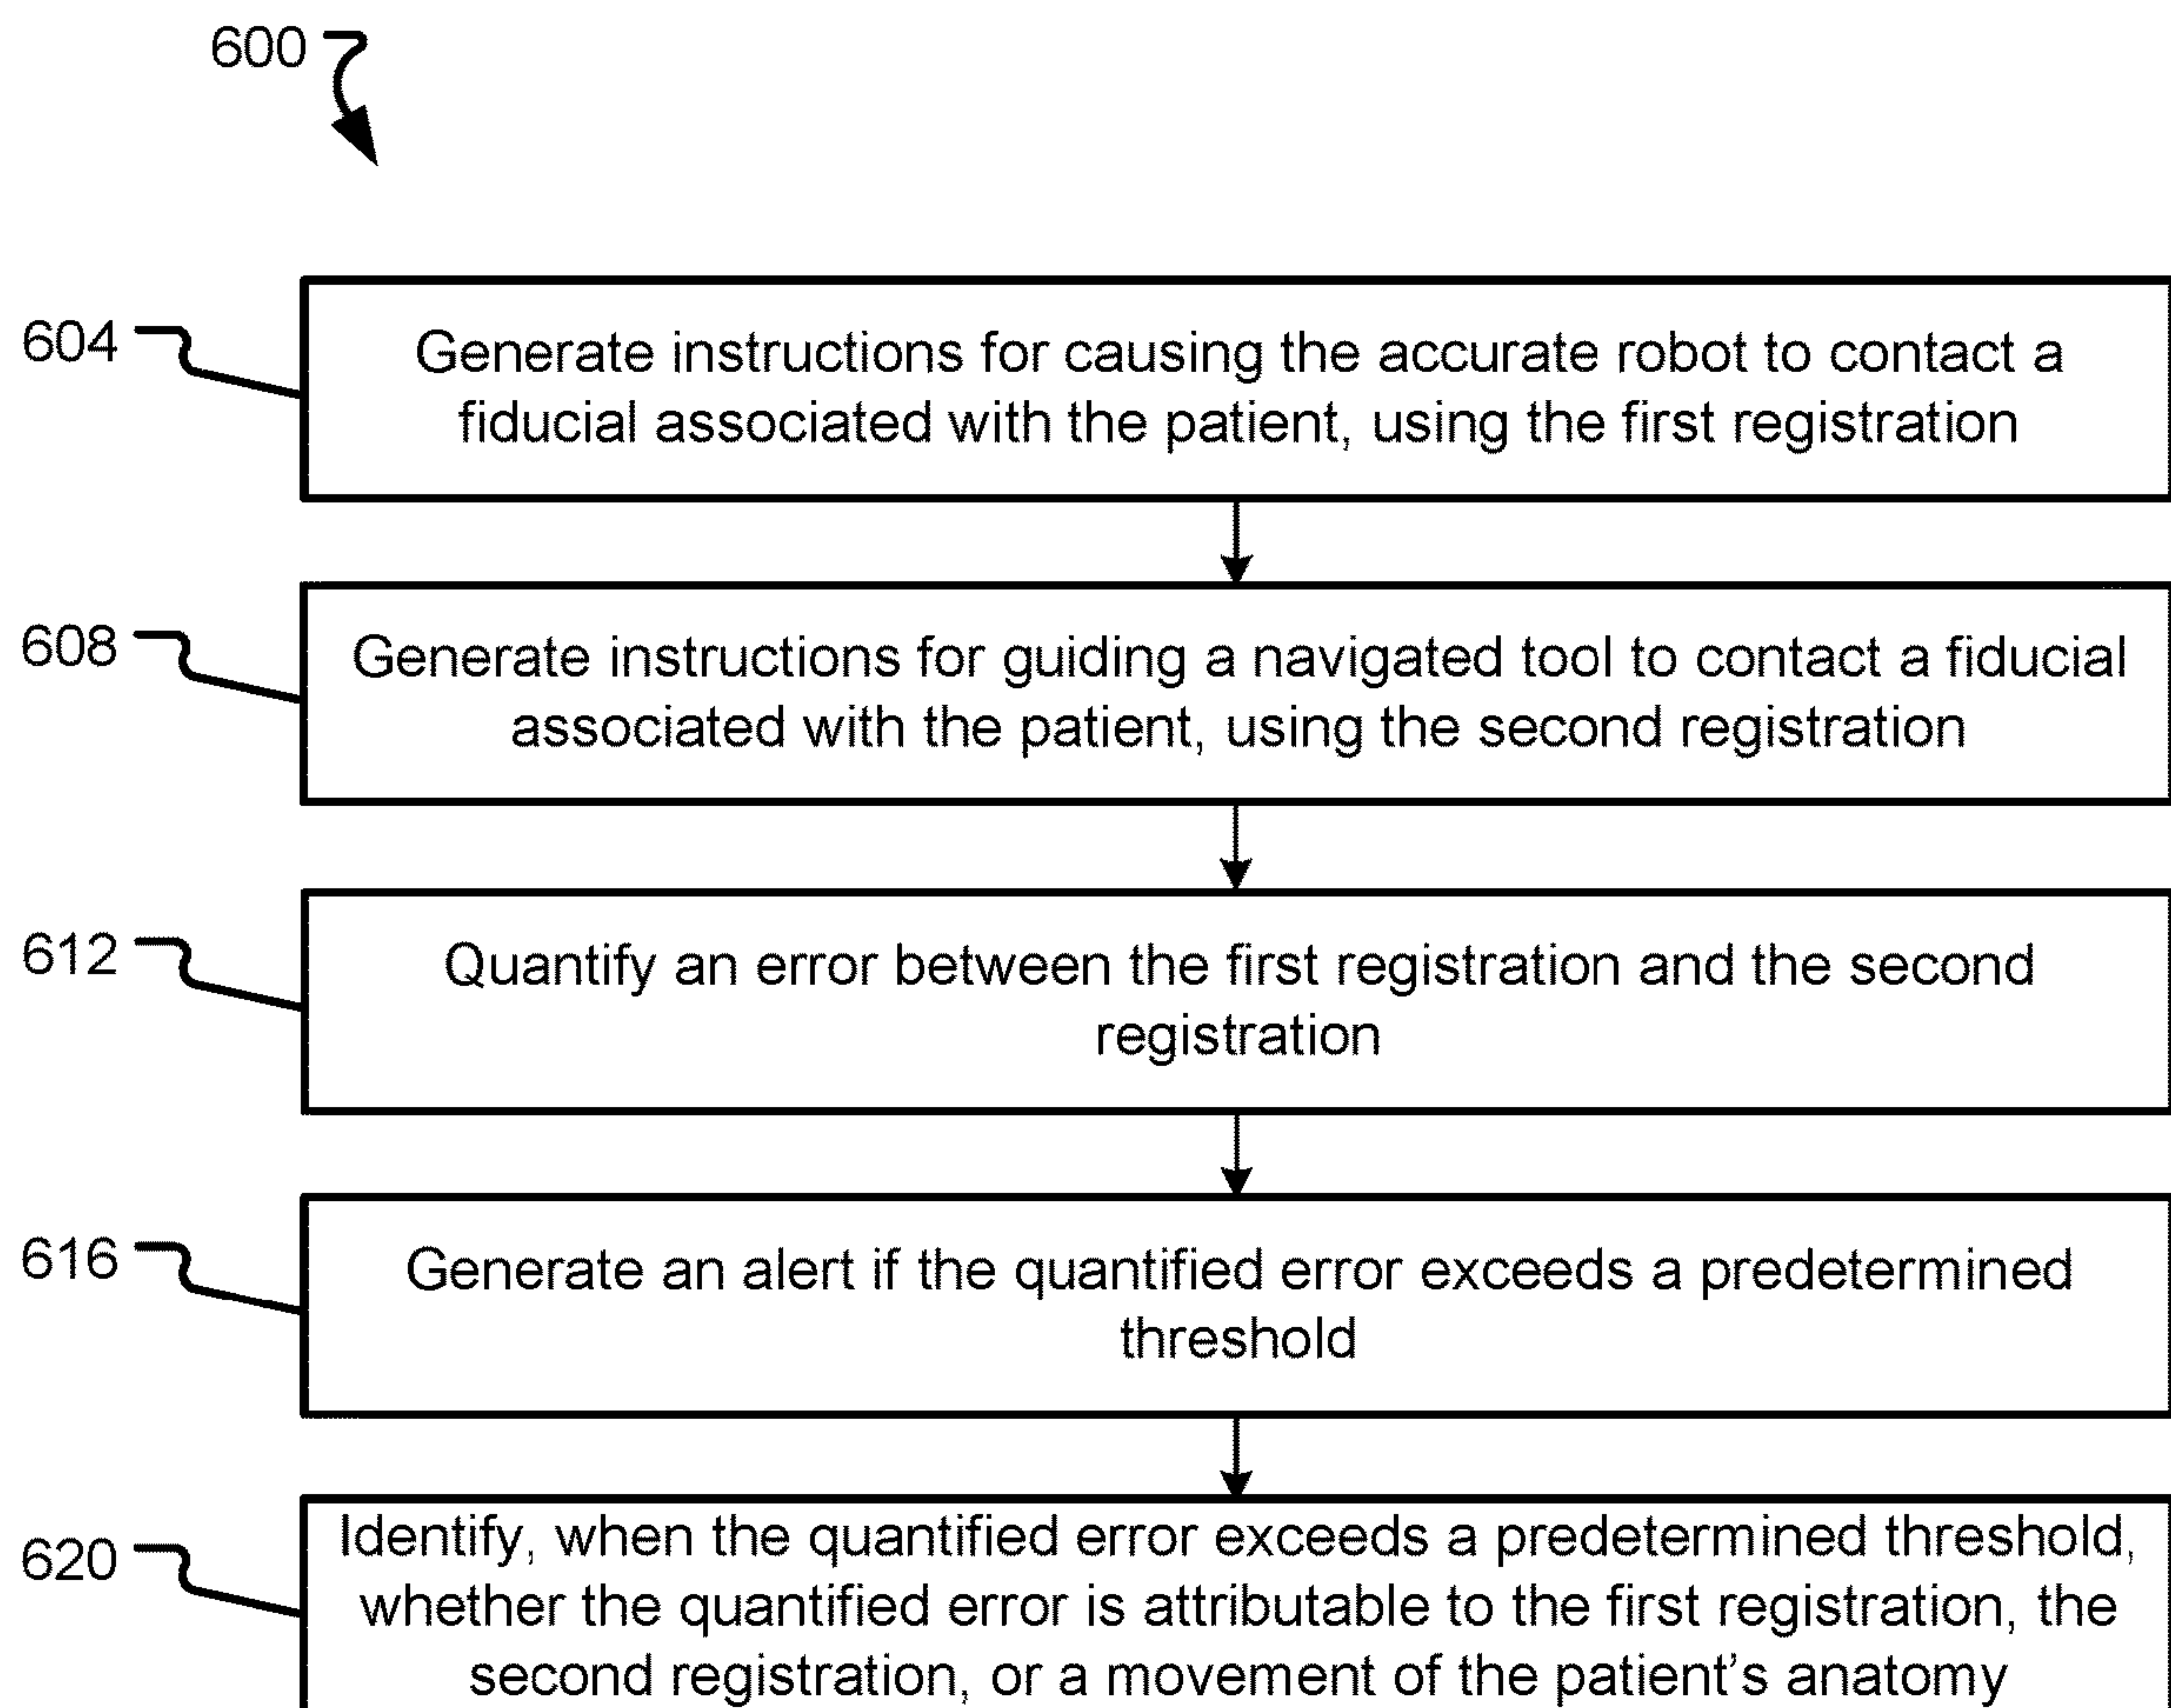 600
604
Generate instructions for causing the accurate robot to contact a
fiducial associated with the patient, using the first registration
608
Generate instructions for guiding a navigated tool to contact a fiducial
associated with the patient, using the second registration
612
Quantify an error between the first registration and the second
registration
616
Generate an alert if the quantified error exceeds a predetermined
threshold
620
Identify, when the quantified error exceeds a predetermined threshold,
whether the quantified error is attributable to the first registration, the
second registration, or a movement of the patient’s anatomy